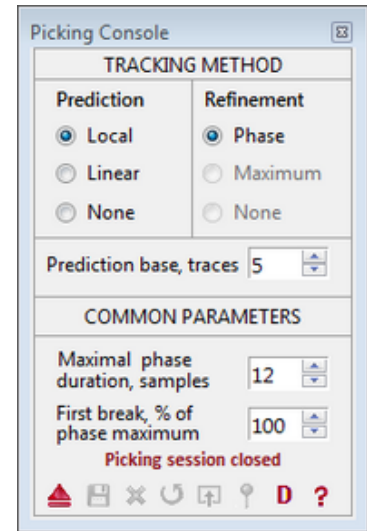 Picking Console
TRACKING METHOD
Prediction Refinement
Local Phase
Linear Maximum
None None
Prediction base, traces 5
COMMON PARAMETERS
Maximal phase
duration, samples 12
First break, % of
phase maximum 100
Picking session closed
D ?